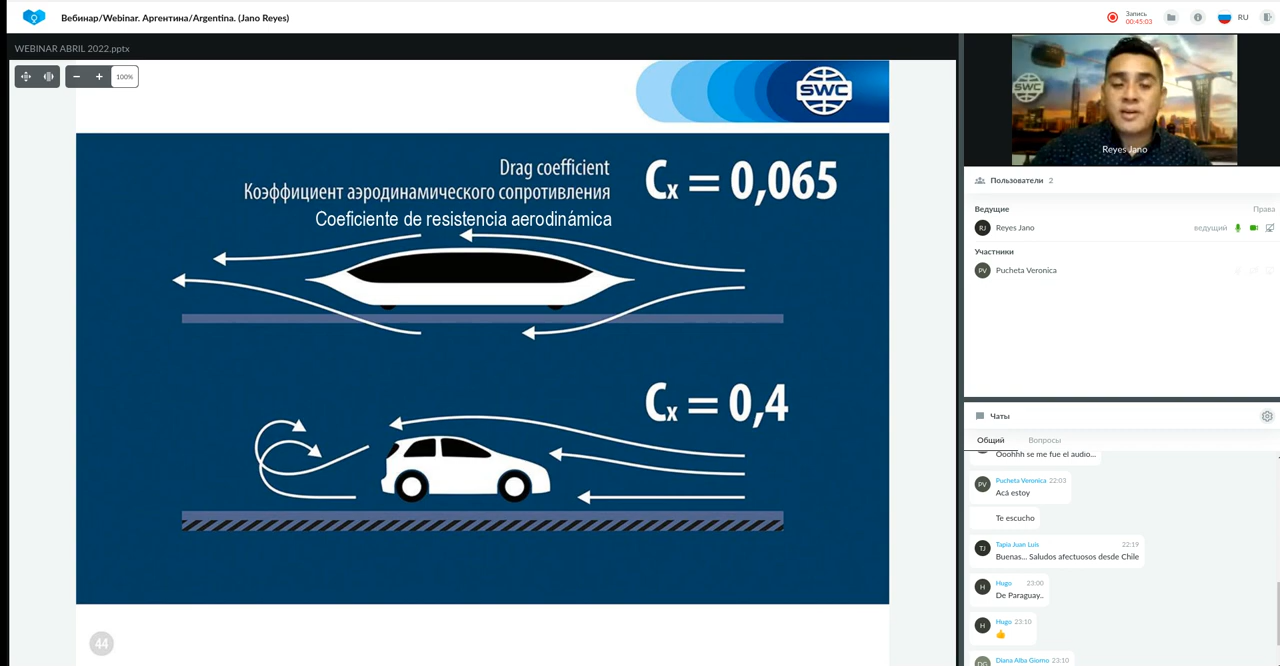 Вебинар/Webinar. Аргентина/Argentina. (Jano Reyes)
Запись
00:45:03
RU
WEBINAR ABRIL 2022.pptx
100%
SWC
Drag coefficient
Коэффициент аэродинамического сопротивления
Coeficiente de resistencia aerodinámica
Cx = 0,065
Cx = 0,4
44
SWC
Reyes Jano
Пользователи 2
Ведущие Права
RJ Reyes Jano ведущий
Участники
PV Pucheta Veronica
Чаты
Общий Вопросы
Ooohhh se me fue el audio...
PV Pucheta Veronica 22:03
Acá estoy
Te escucho
TJ Tapia Juan Luis 22:19
Buenas... Saludos afectuosos desde Chile
H Hugo 23:00
De Paraguay..
H Hugo 23:10
👍
DG Diana Alba Giorno 23:10